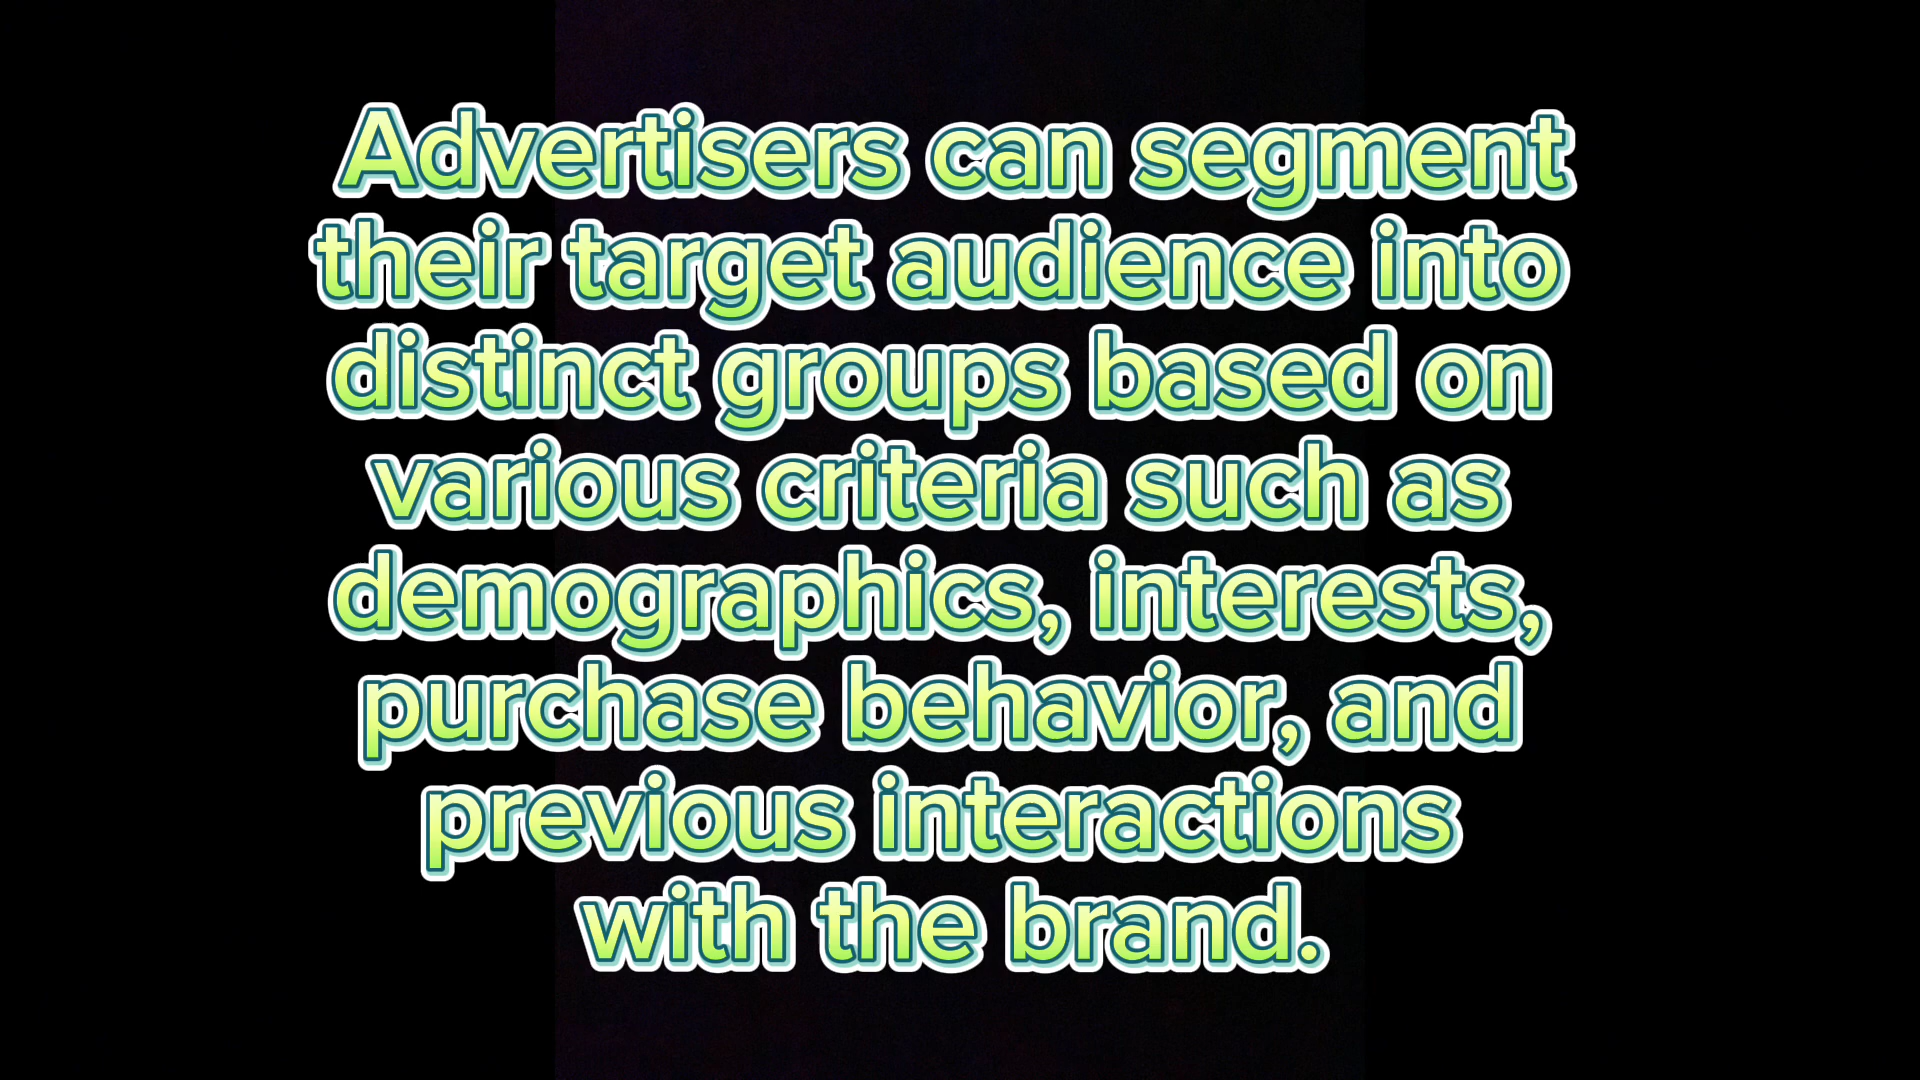 Advertisers can segment
their target audience into
distinct groups based on
various criteria such as
demographics, interests,
purchase behavior, and
previous interactions
with the brand.